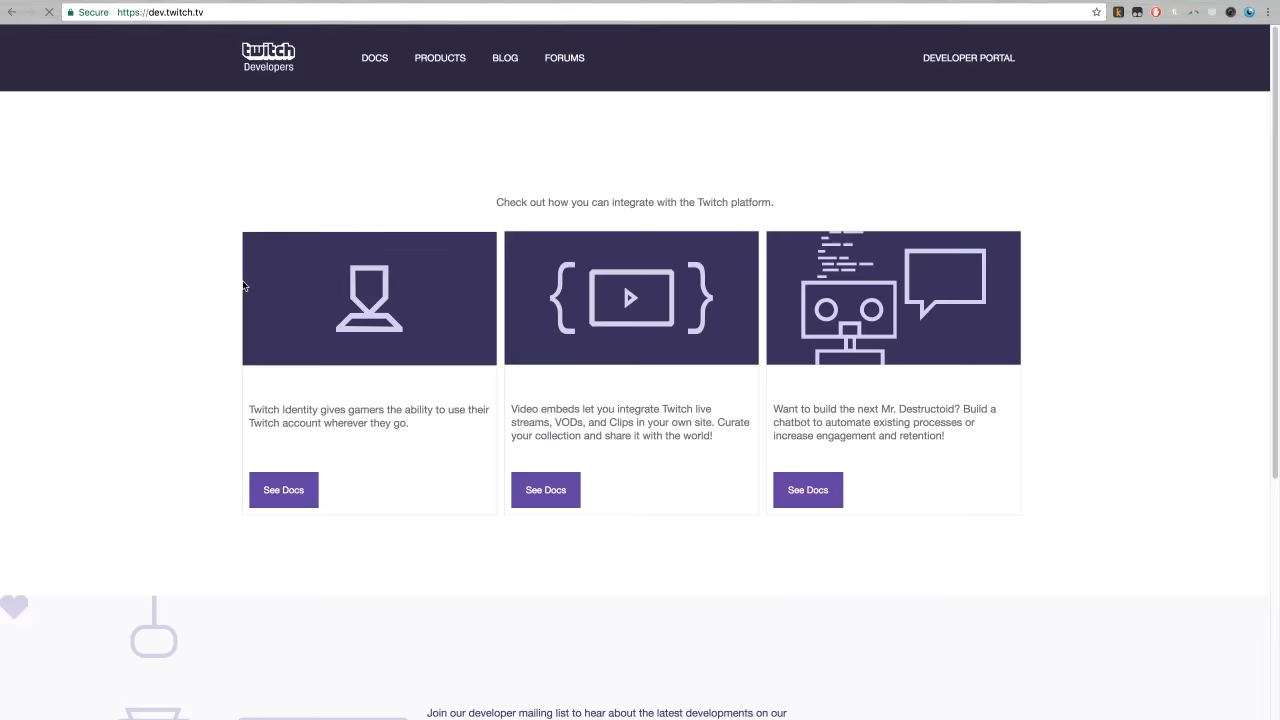 Secure https://dev.twitch.tv
twitch
Developers
DOCS PRODUCTS BLOG FORUMS DEVELOPER PORTAL
Check out how you can integrate with the Twitch platform.
Twitch Identity gives gamers the ability to use their
Twitch account wherever they go.
See Docs
Video embeds let you integrate Twitch live
streams, VODs, and Clips in your own site. Curate
your collection and share it with the world!
See Docs
Want to build the next Mr. Destructoid? Build a
chatbot to automate existing processes or
increase engagement and retention!
See Docs
Join our developer mailing list to hear about the latest developments on our